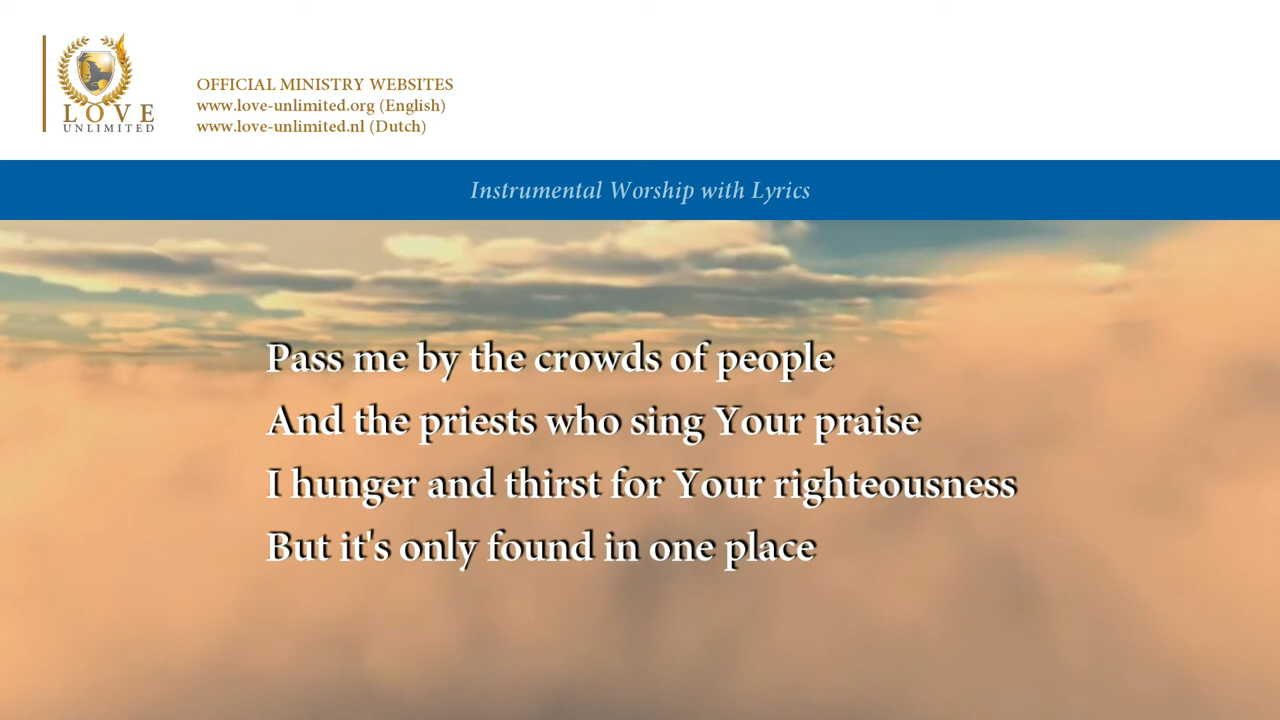 LOVE
UNLIMITED
OFFICIAL MINISTRY WEBSITES
www.love-unlimited.org (English)
www.love-unlimited.nl (Dutch)
Instrumental Worship with Lyrics
Pass me by the crowds of people
And the priests who sing Your praise
I hunger and thirst for Your righteousness
But it's only found in one place